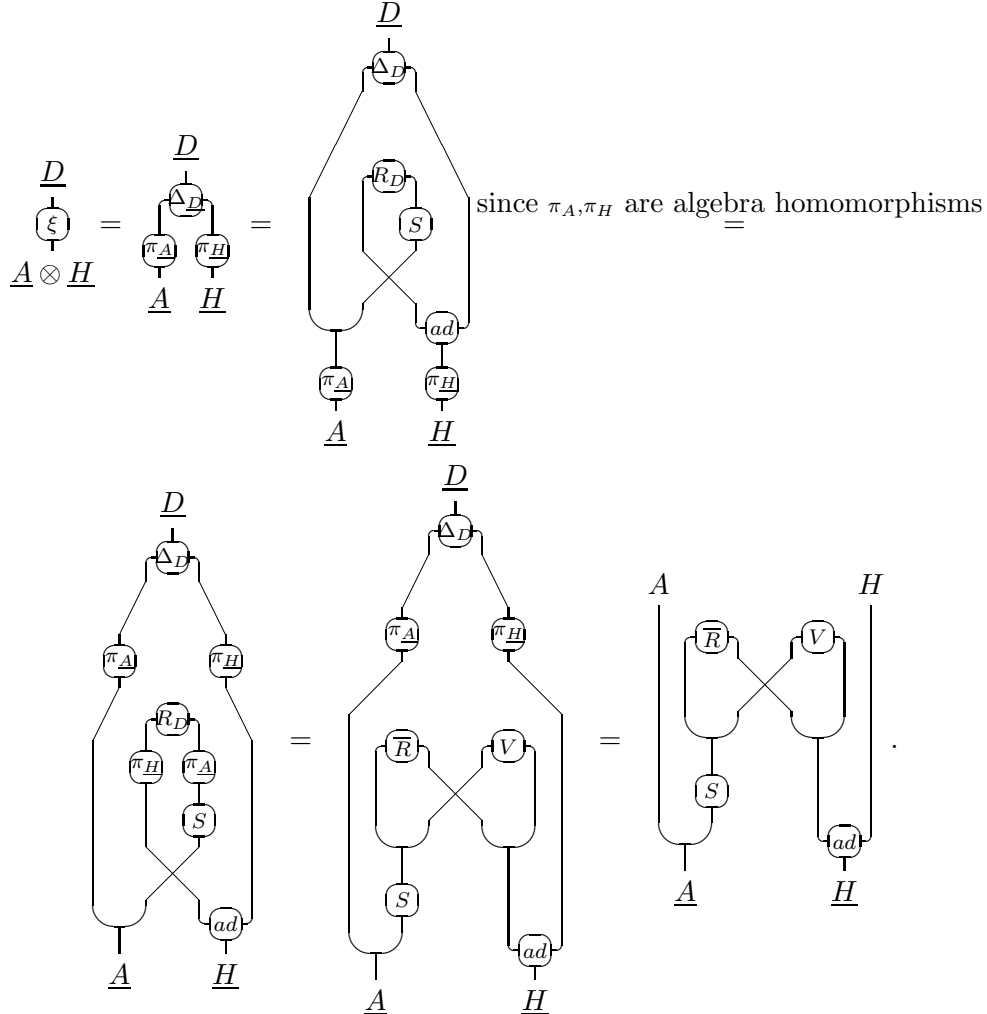 D
Δ_D
D D R_D since π_A,π_H are algebra homomorphisms
ξ = Δ_D = S =
π_A π_H
A ⊗ H A H
ad
π_A π_H
A H
D
D Δ_D
Δ_D
A H
π_A π_H R̅ V
π_A π_H
R_D
= R̅ V = .
π_H π_A S
S
ad
S A H
ad
ad
A H
A H